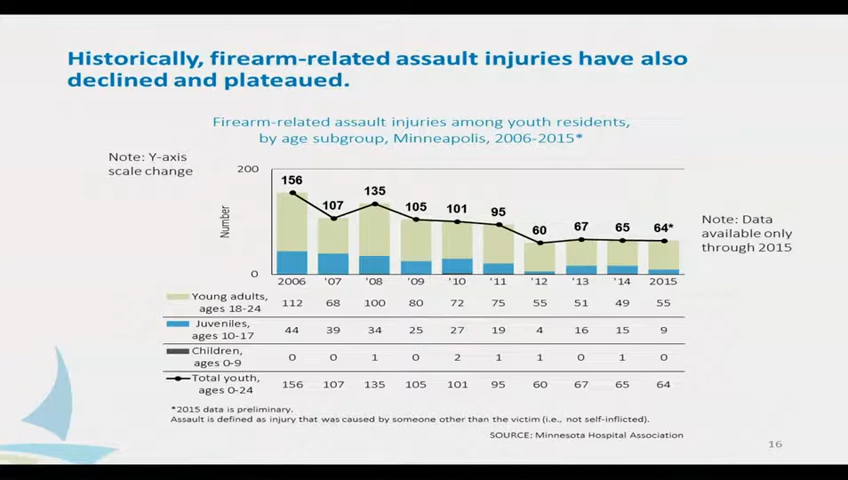 Historically, firearm-related assault injuries have also
declined and plateaued.
Firearm-related assault injuries among youth residents,
by age subgroup, Minneapolis, 2006-2015*
Note: Y-axis
scale change
200
Number
0
156 107 135 105 101 95 60 67 65 64*
Note: Data
available only
through 2015
2006 '07 '08 '09 '10 '11 '12 '13 '14 2015
Young adults,
ages 18-24 112 68 100 80 72 75 55 51 49 55
Juveniles,
ages 10-17 44 39 34 25 27 19 4 16 15 9
Children,
ages 0-9 0 0 1 0 2 1 1 0 1 0
Total youth,
ages 0-24 156 107 135 105 101 95 60 67 65 64
*2015 data is preliminary.
Assault is defined as injury that was caused by someone other than the victim (i.e., not self-inflicted).
SOURCE: Minnesota Hospital Association
16